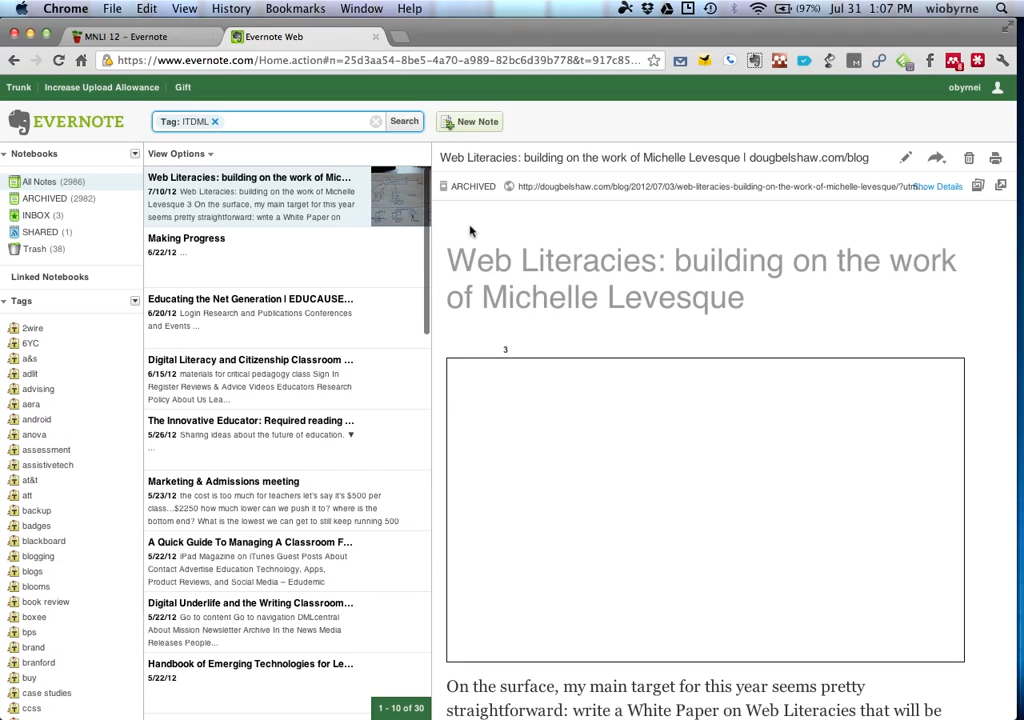 Chrome File Edit View History Bookmarks Window Help (97%) Jul 31 1:07 PM wiobyrne
MNLI 12 – Evernote
Evernote Web
https://www.evernote.com/Home.action#n=25d3aa54-8be5-4a70-a989-82bc6d39b778&t=917c85...
Trunk Increase Upload Allowance Gift obyrnei
EVERNOTE Tag: ITDML Search New Note
Notebooks
All Notes (2986)
ARCHIVED (2982)
INBOX (3)
SHARED (1)
Trash (38)
Linked Notebooks
Tags
2wire
6YC
a&s
adlit
advising
aera
android
anova
assessment
assistivetech
at&t
att
backup
badges
blackboard
blogging
blogs
blooms
book review
boxee
bps
brand
branford
buy
case studies
ccss
View Options
Web Literacies: building on the work of Mic...
7/10/12 Web Literacies: building on the work of Michelle
Levesque 3 On the surface, my main target for this year
seems pretty straightforward: write a White Paper on
Making Progress
6/22/12 ...
Educating the Net Generation | EDUCAUSE...
6/20/12 Login Research and Publications Conferences
and Events ...
Digital Literacy and Citizenship Classroom ...
6/15/12 materials for critical pedagogy class Sign In
Register Reviews & Advice Videos Educators Research
Policy About Us Lea...
The Innovative Educator: Required reading ...
5/26/12 Sharing ideas about the future of education. ▼
...
Marketing & Admissions meeting
5/23/12 the cost is too much for teachers let's say it's $500 per
class...$2250 how much lower can we push it? where is the
bottom end? What is the lowest we can get to still keep running 500
A Quick Guide To Managing A Classroom F...
5/22/12 iPad Magazine on iTunes Guest Posts About
Contact Advertise Education Technology, Apps,
Product Reviews, and Social Media – Edudemic
Digital Underlife and the Writing Classroom...
5/22/12 Go to content Go to navigation DMLcentral
About Mission Newsletter Archive In the News Media
Releases People...
Handbook of Emerging Technologies for Le...
5/22/12
1 - 10 of 30
Web Literacies: building on the work of Michelle Levesque | dougbelshaw.com/blog
ARCHIVED http://dougbelshaw.com/blog/2012/07/03/web-literacies-building-on-the-work-of-michelle-levesque/?utm Show Details
Web Literacies: building on the work
of Michelle Levesque
3
On the surface, my main target for this year seems pretty
straightforward: write a White Paper on Web Literacies that will be